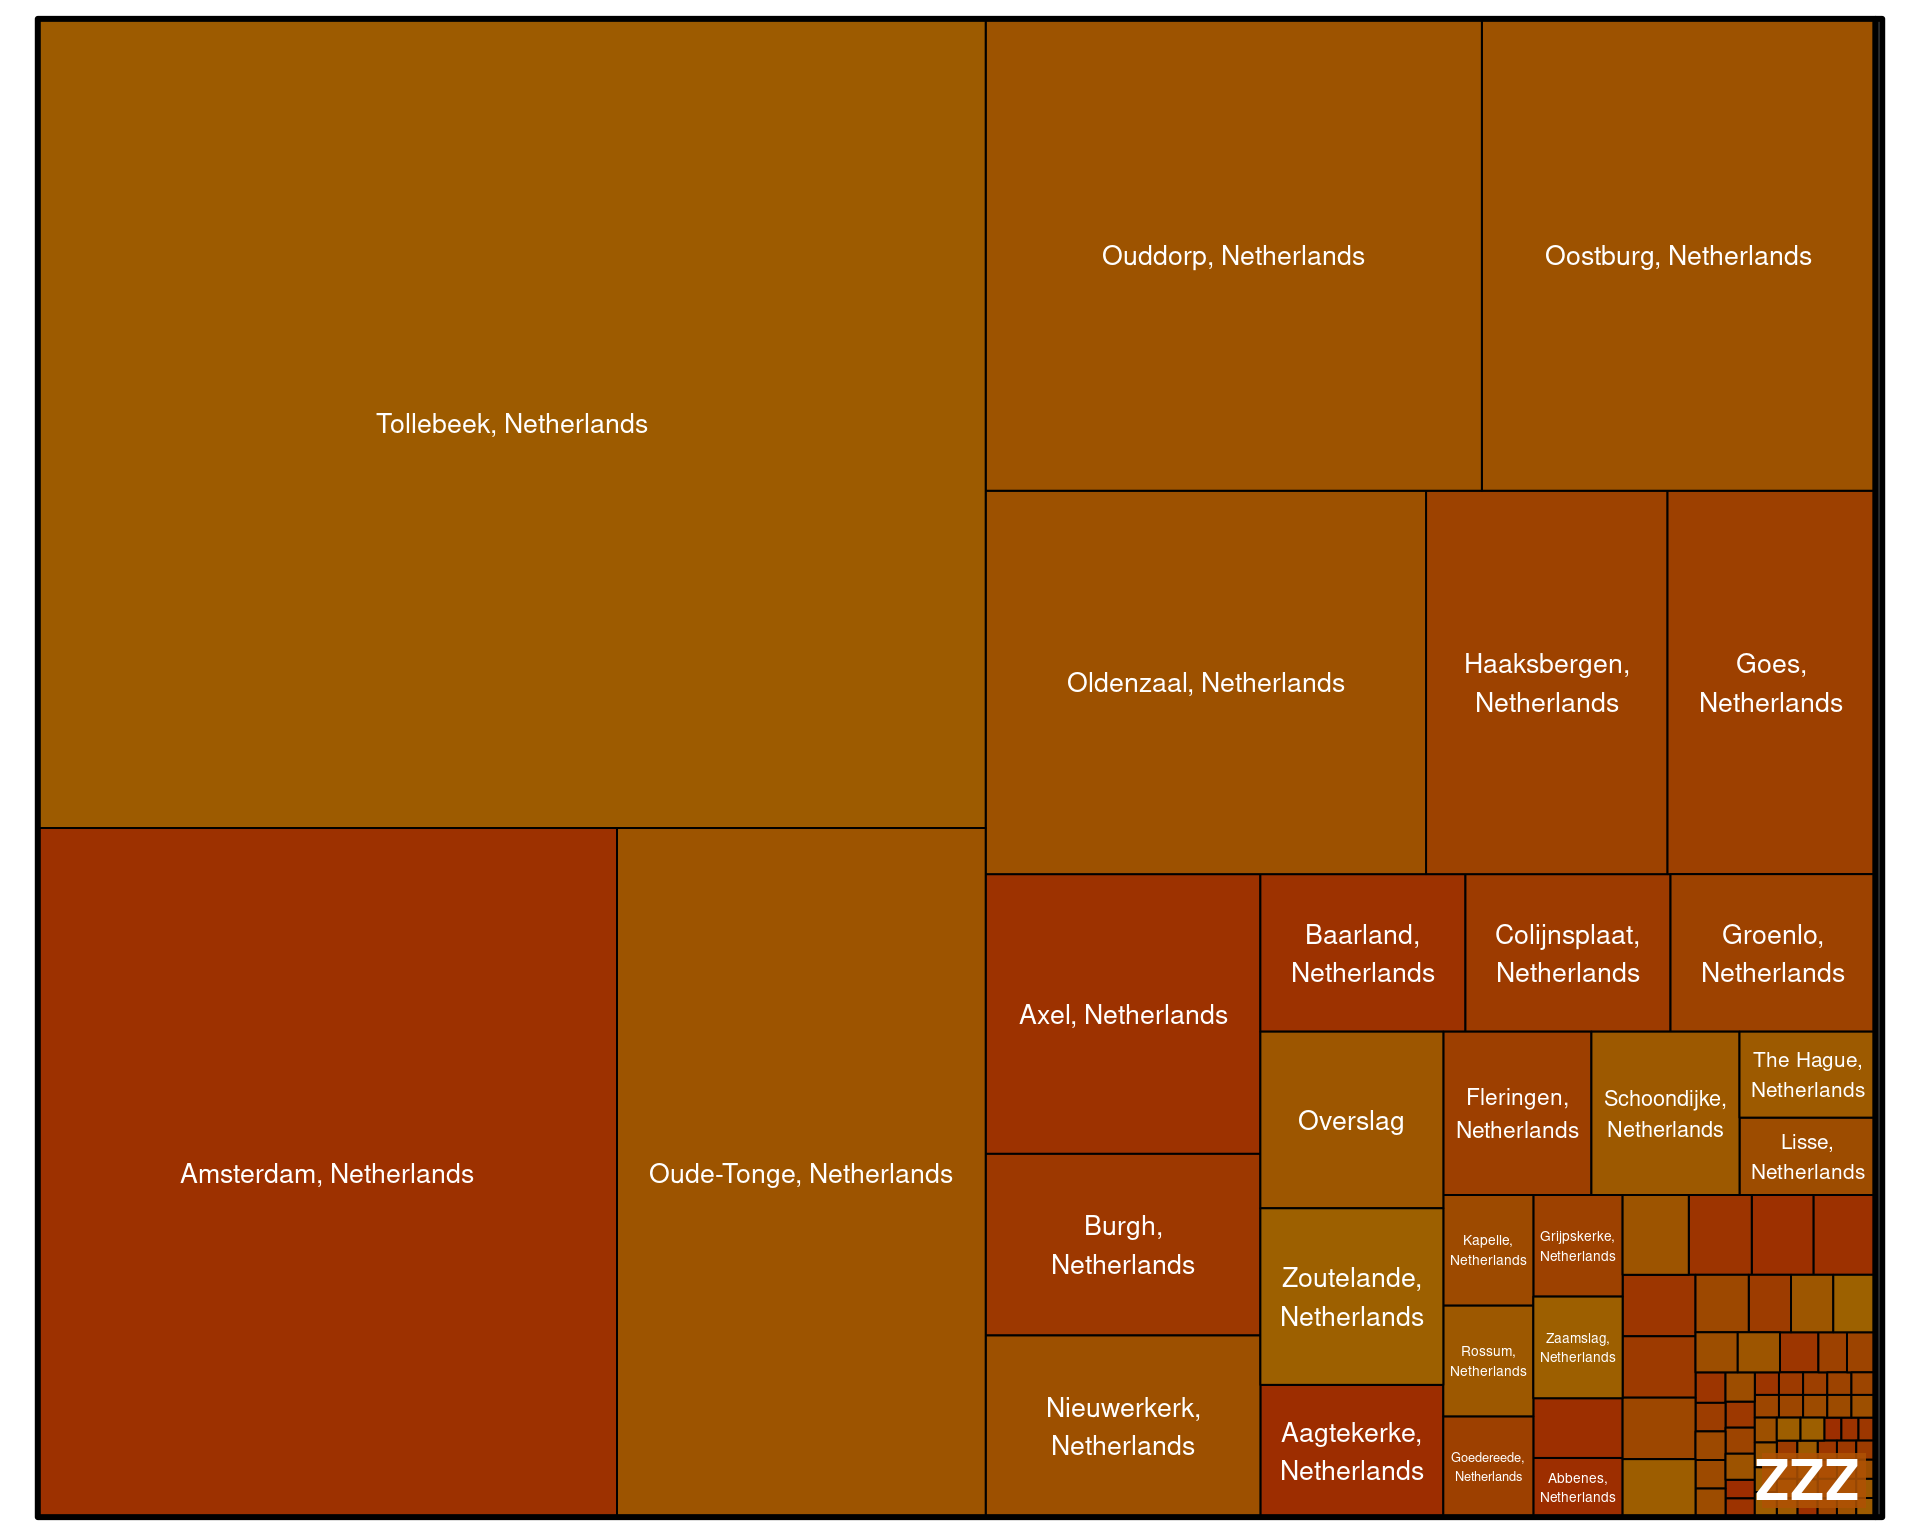 Tollebeek, Netherlands
Ouddorp, Netherlands
Oostburg, Netherlands
Oldenzaal, Netherlands
Haaksbergen,
Netherlands
Goes,
Netherlands
Amsterdam, Netherlands
Oude-Tonge, Netherlands
Axel, Netherlands
Baarland,
Netherlands
Colijnsplaat,
Netherlands
Groenlo,
Netherlands
Burgh,
Netherlands
Nieuwerkerk,
Netherlands
Overslag
Zoutelande,
Netherlands
Aagtekerke,
Netherlands
Fleringen,
Netherlands
Schoondijke,
Netherlands
The Hague,
Netherlands
Lisse,
Netherlands
Kapelle,
Netherlands
Grijpskerke,
Netherlands
Rossum,
Netherlands
Zaamslag,
Netherlands
Goedereede,
Netherlands
Abbenes,
Netherlands
ZZZ